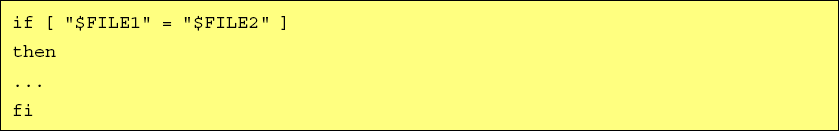 if [ "$FILE1" = "$FILE2" ]
then
...
fi